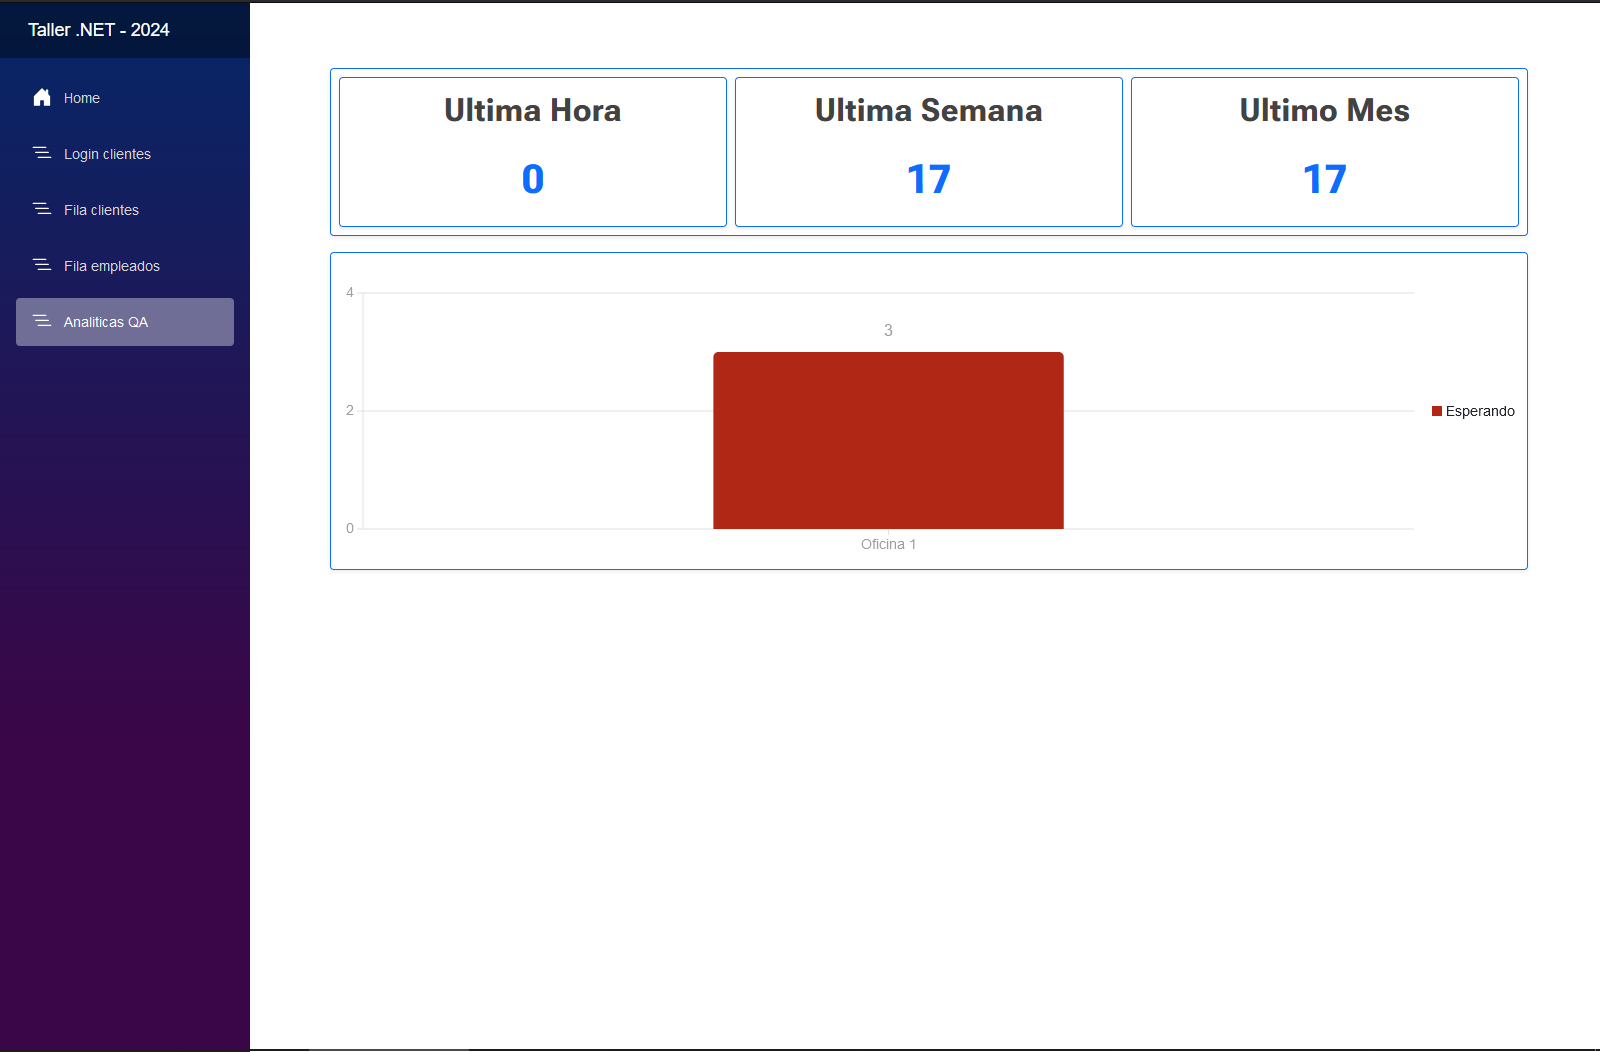 Taller .NET - 2024
Home
Login clientes
Fila clientes
Fila empleados
Analiticas QA
Ultima Hora
0
Ultima Semana
17
Ultimo Mes
17
4
3
2
0
Oficina 1
Esperando